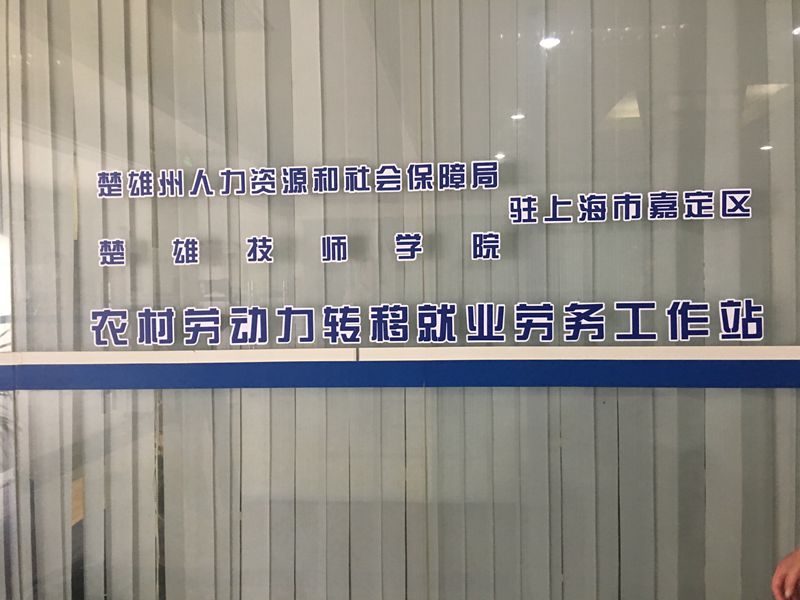 楚雄州人力资源和社会保障局
楚雄技师学院
驻上海市嘉定区
农村劳动力转移就业劳务工作站